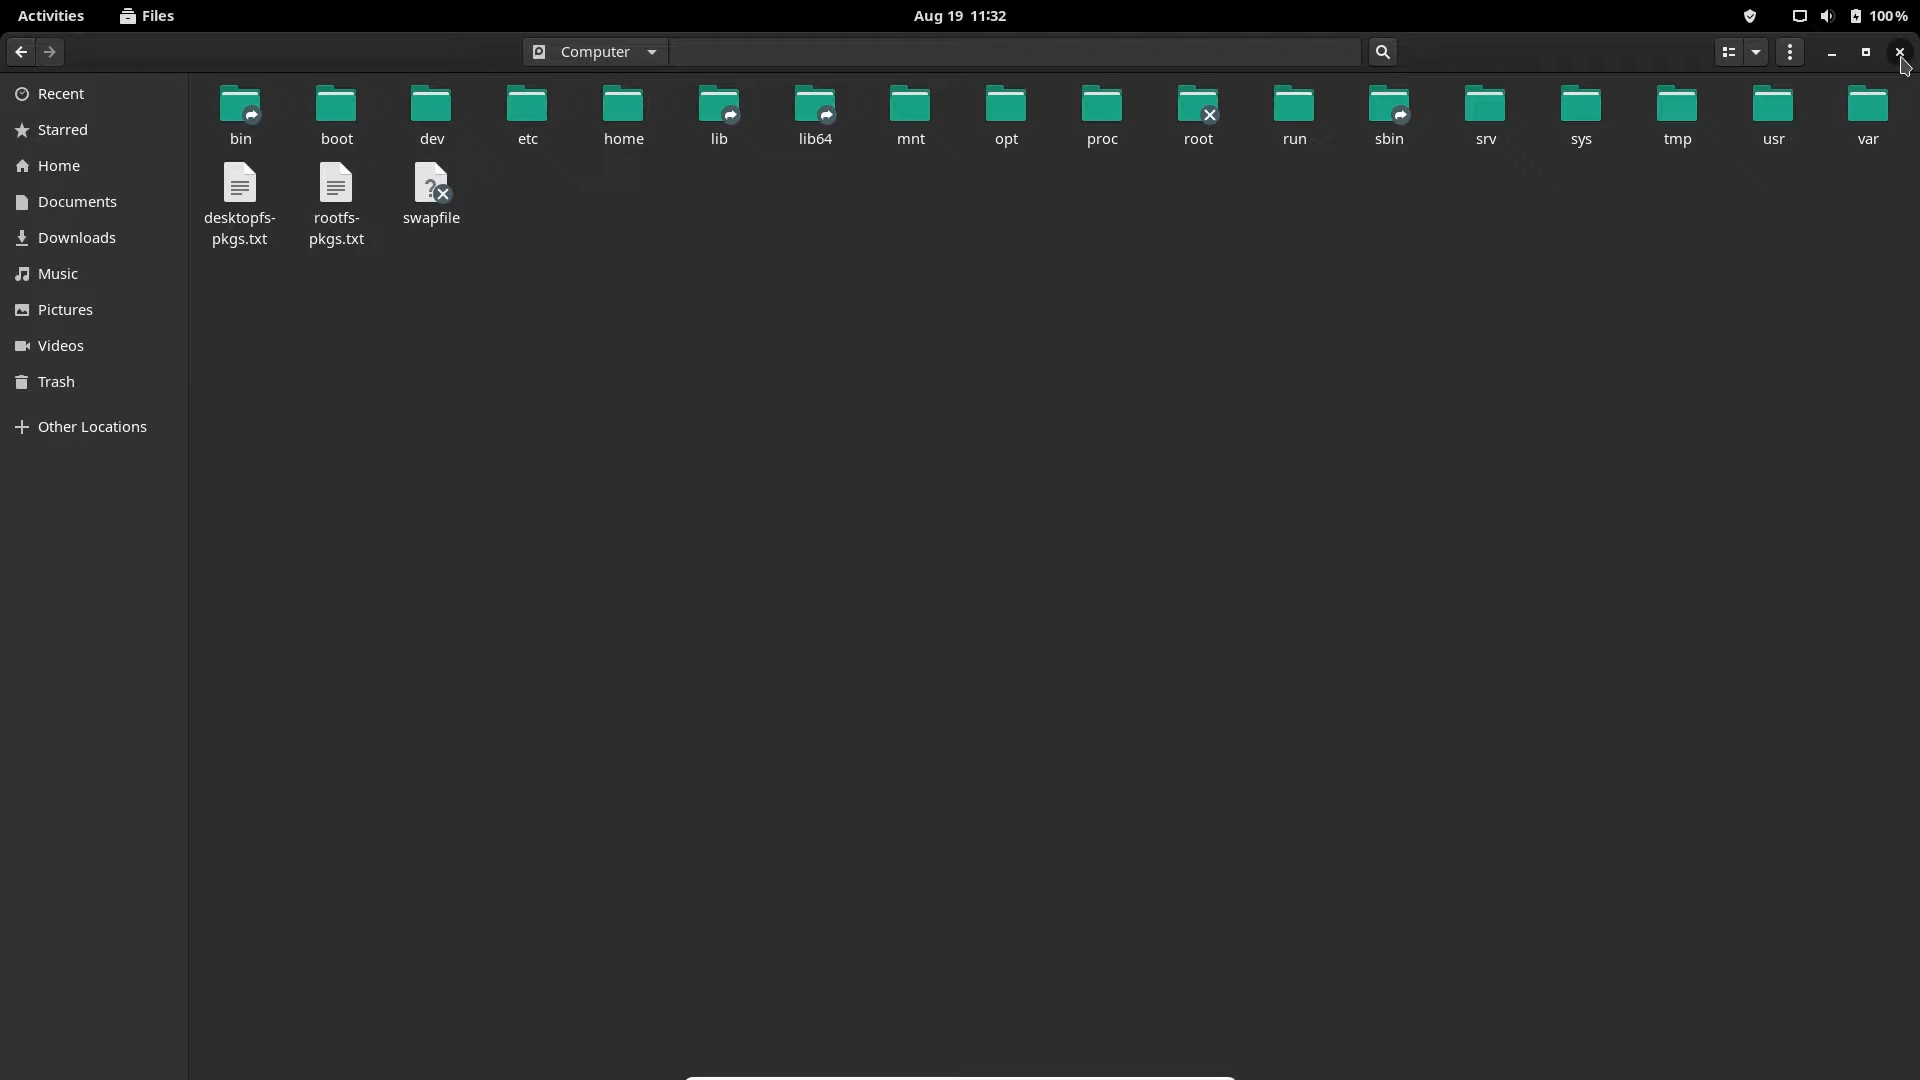 Activities Files Aug 19 11:32 100%
Computer
Recent
Starred
Home
Documents
Downloads
Music
Pictures
Videos
Trash
Other Locations
bin boot dev etc home lib lib64 mnt opt proc root run sbin srv sys tmp usr var
desktopfs- rootfs- swapfile
pkgs.txt pkgs.txt